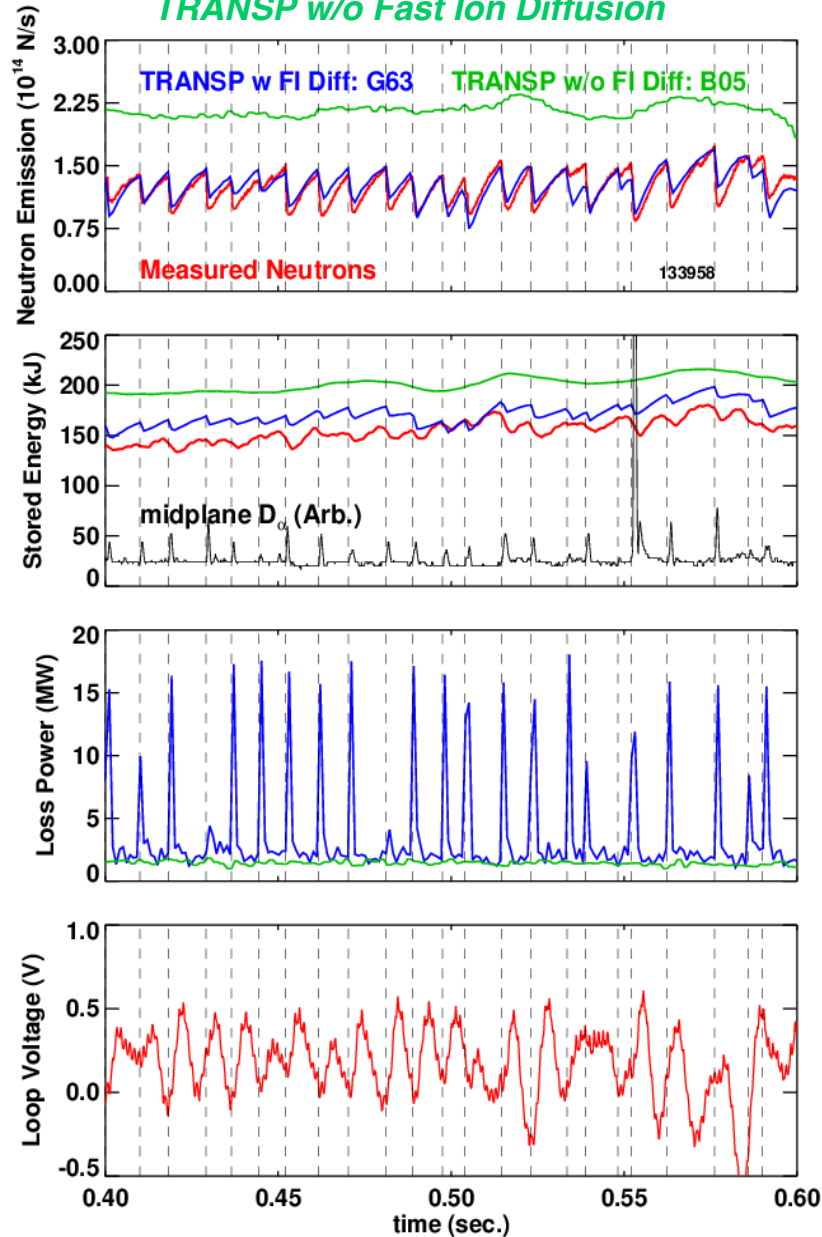 TRANSP w/o Fast Ion Diffusion
Neutron Emission (10¹⁴ N/s)
3.00
2.25
1.50
0.75
0.00
TRANSP w FI Diff: G63
TRANSP w/o FI Diff: B05
Measured Neutrons
133958
Stored Energy (kJ)
250
200
150
100
50
0
midplane Dα (Arb.)
Loss Power (MW)
20
15
10
5
0
Loop Voltage (V)
1.0
0.5
0.0
-0.5
0.40
0.45
0.50
0.55
0.60
time (sec.)